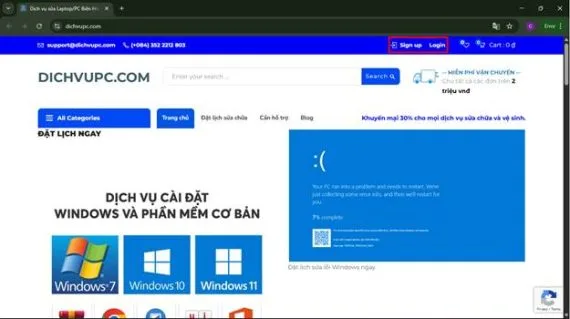 Dịch vụ sửa Laptop/PC Biên H
dichvupc.com
Error
support@dichvupc.com (+084) 352 2212 803
Sign up Login
Cart : 0 ₫
DICHVUPC.COM
Enter your search...
Search
MIỄN PHÍ VẬN CHUYỂN
Cho tất cả các đơn trên 2
triệu vnđ
All Categories
Trang chủ Đặt lịch sửa chữa Cần hỗ trợ Blog
Khuyến mại 30% cho mọi dịch vụ sửa chữa và vệ sinh.
ĐẶT LỊCH NGAY
DỊCH VỤ CÀI ĐẶT
WINDOWS VÀ PHẦN MỀM CƠ BẢN
Windows 7
Windows 10
Windows 11
:(
Your PC ran into a problem and needs to restart. We're
just collecting some error info, and then we'll restart for
you.
7% complete
Đặt lịch sửa lỗi Windows ngay
Privacy - Terms